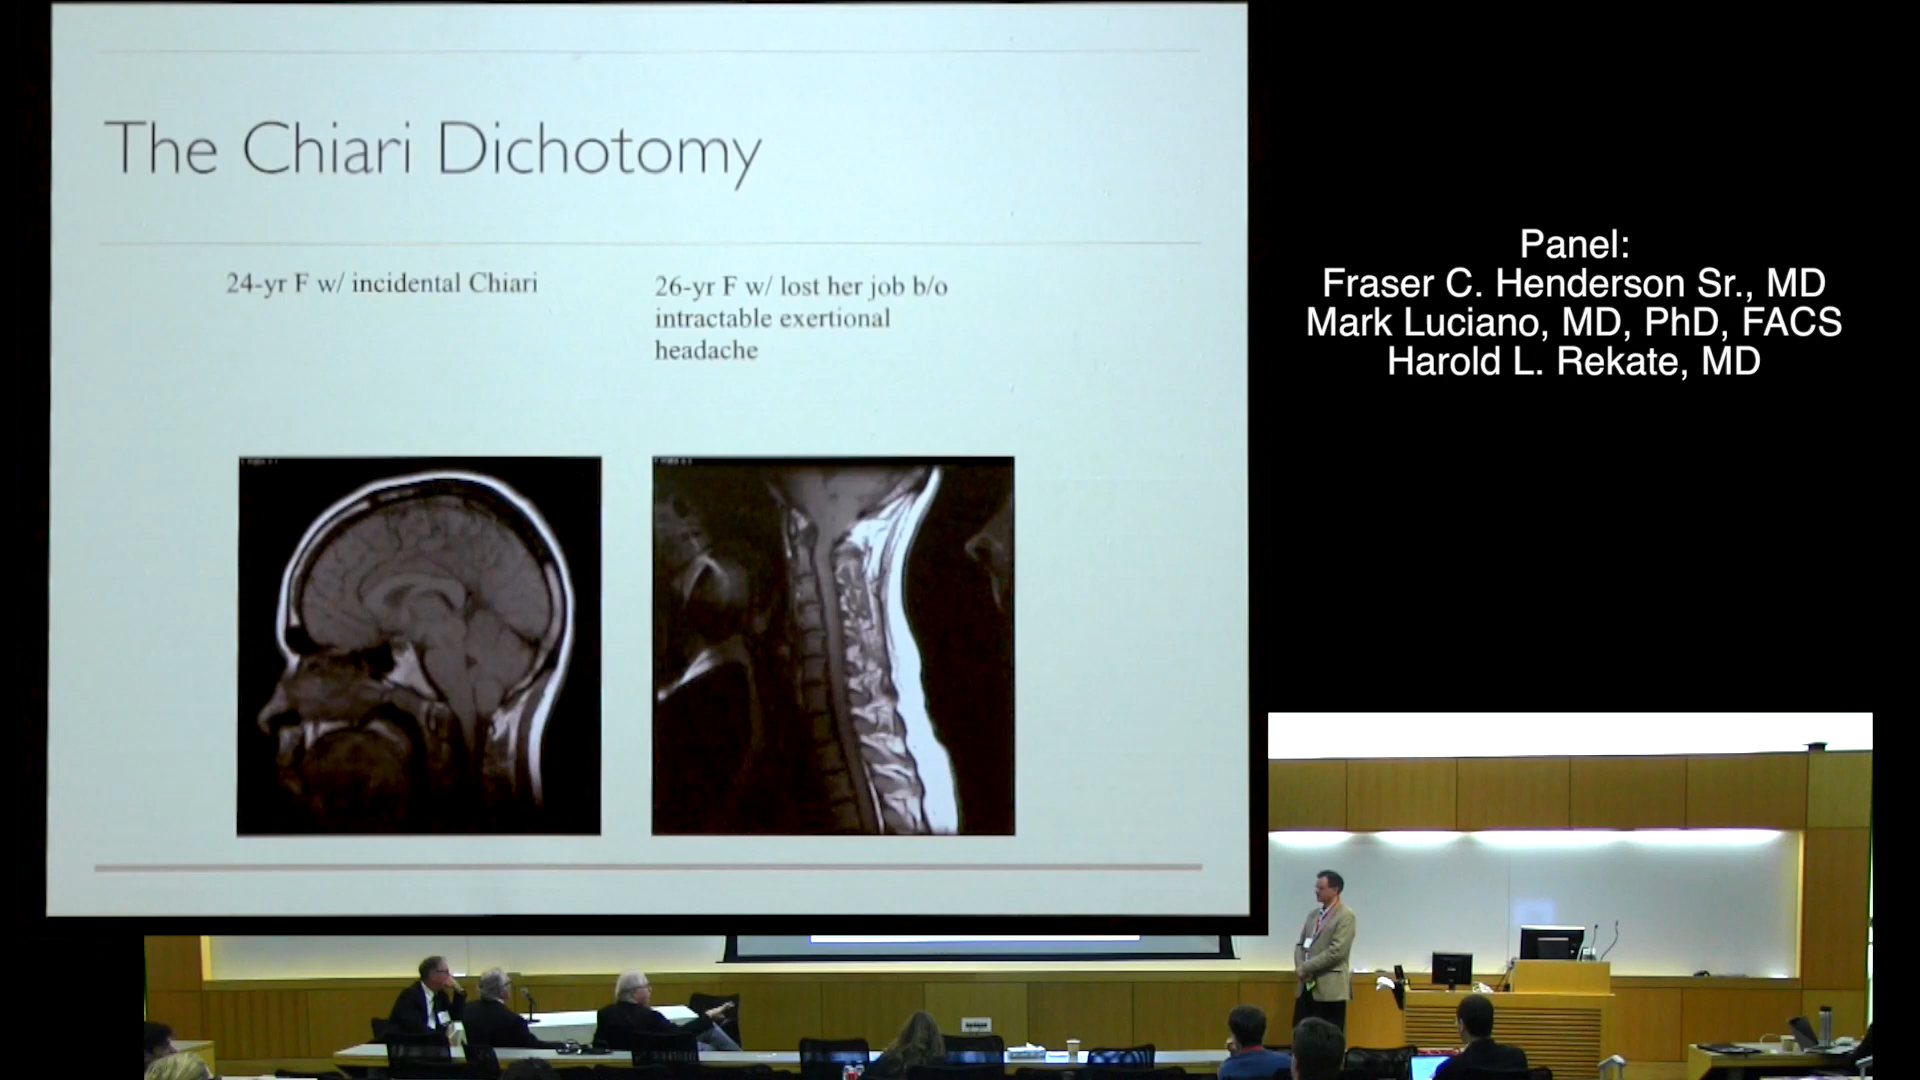 The Chiari Dichotomy
24-yr F w/ incidental Chiari
26-yr F w/ lost her job b/o
intractable exertional
headache
Panel:
Fraser C. Henderson Sr., MD
Mark Luciano, MD, PhD, FACS
Harold L. Rekate, MD